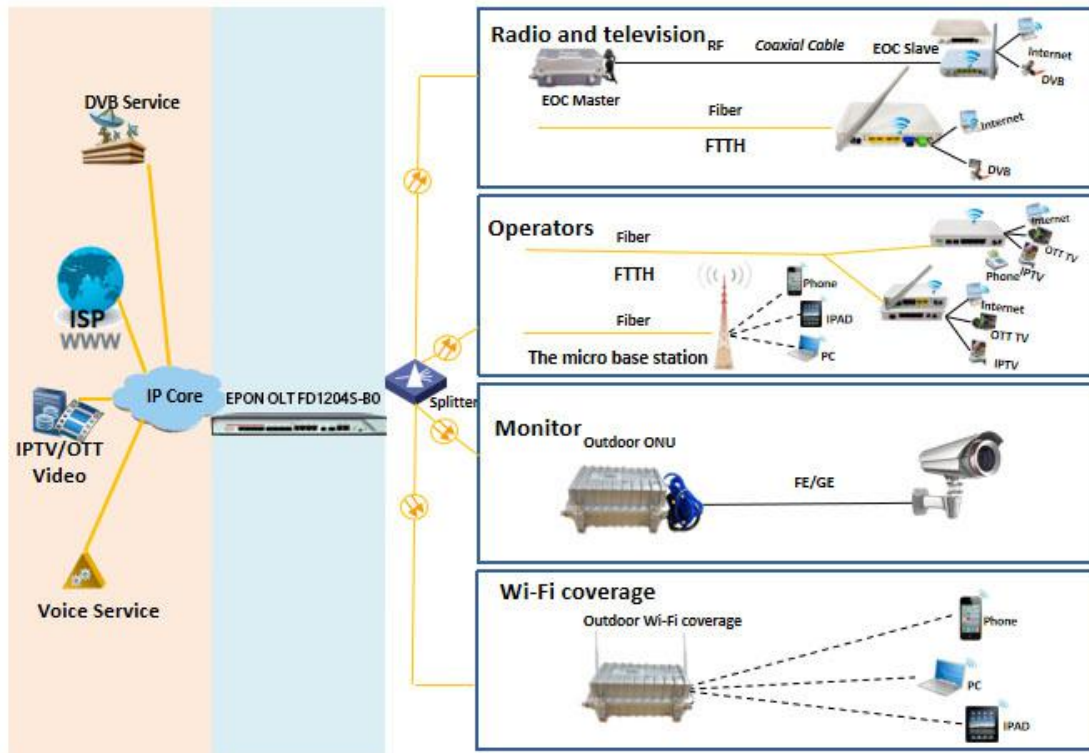 DVB Service
ISP
WWW
IP Core
IPTV/OTT
Video
Voice Service
EPON OLT FD1204S-B0
Splitter
Radio and television
RF
Coaxial Cable
EOC Slave
EOC Master
Internet
DVB
Fiber
FTTH
Internet
DVB
Operators
Fiber
FTTH
Internet
OTT TV
IPTV
Phone
Fiber
The micro base station
Phone
IPAD
PC
Internet
OTT TV
IPTV
Monitor
Outdoor ONU
FE/GE
Wi-Fi coverage
Outdoor Wi-Fi coverage
Phone
PC
IPAD